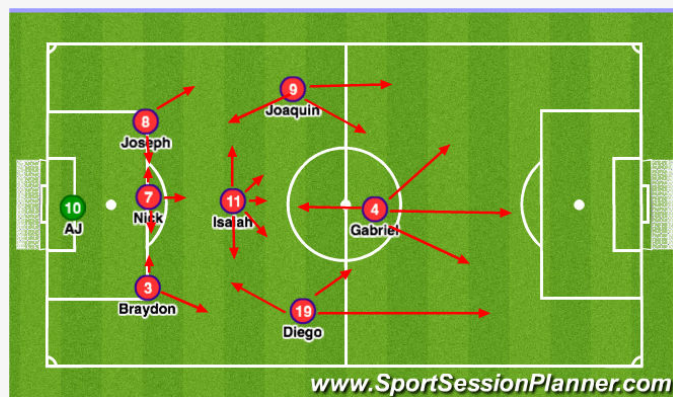 9
Joaquin
8
Joseph
7
Nick
11
Isaiah
10
AJ
4
Gabriel
3
Braydon
19
Diego
www.SportSessionPlanner.com